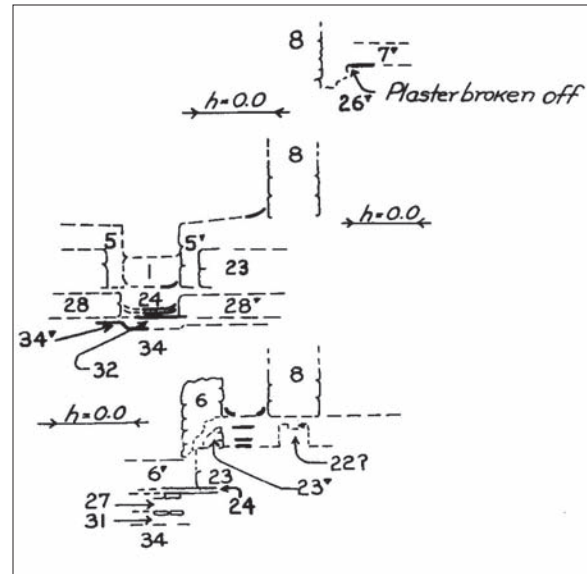 8
7▾
26▾ Plaster broken off
h=0.0
8
h=0.0
5 5▾
1 23
28 24 28▾
34▾ 34
32
8
h=0.0 6
22?
6▾ 23 23▾
24
27
31
34